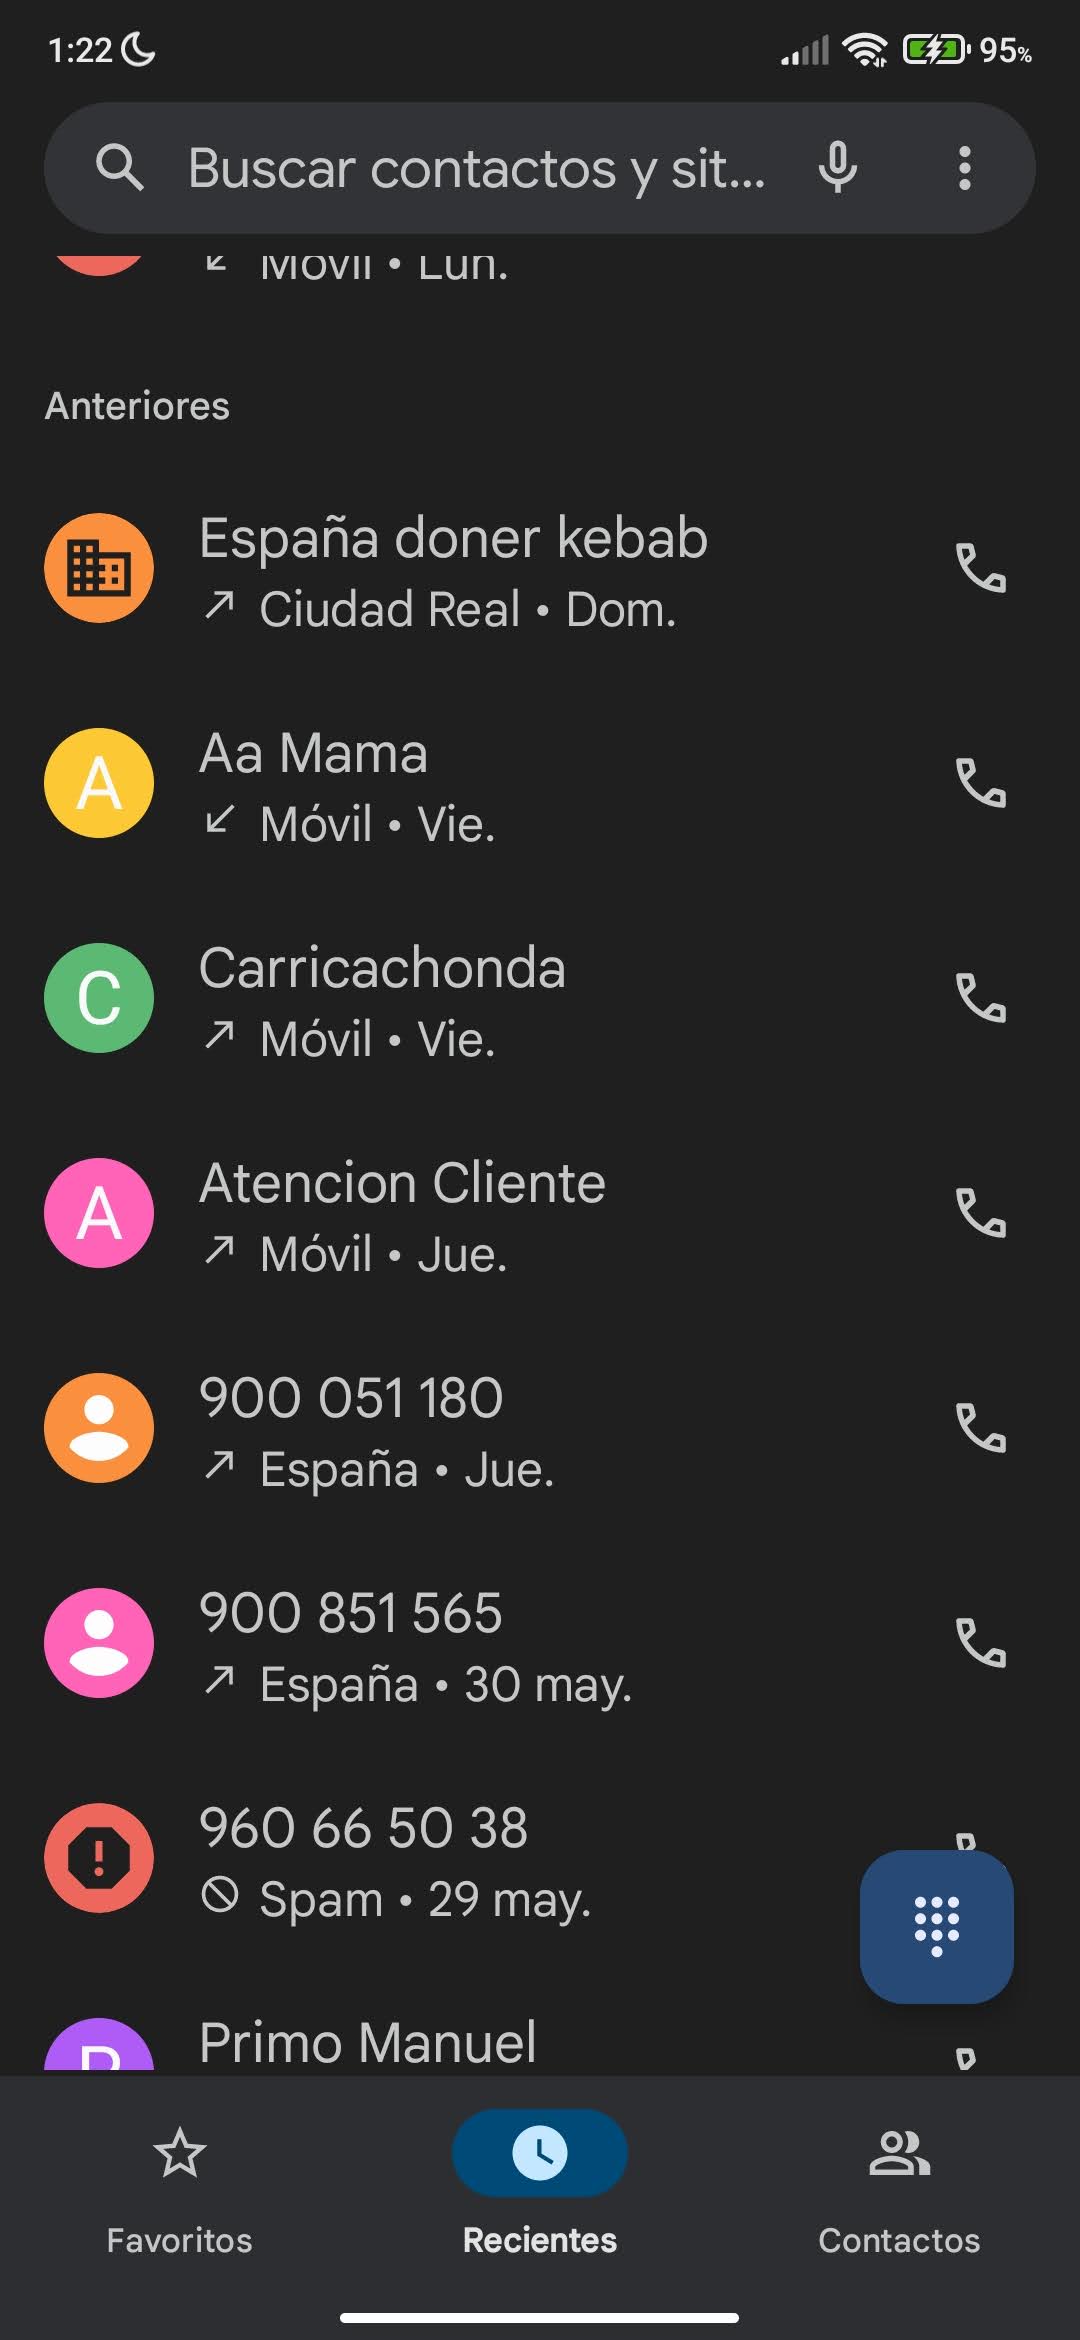 1:22
95%
Buscar contactos y sit...
Móvil • Lun.
Anteriores
España doner kebab
Ciudad Real • Dom.
A
Aa Mama
Móvil • Vie.
C
Carricachonda
Móvil • Vie.
A
Atencion Cliente
Móvil • Jue.
900 051 180
España • Jue.
900 851 565
España • 30 may.
960 66 50 38
Spam • 29 may.
P
Primo Manuel
Favoritos
Recientes
Contactos